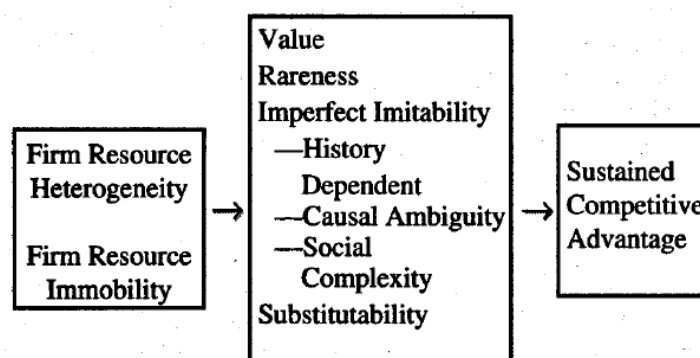 Firm Resource
Heterogeneity
Firm Resource
Immobility
Value
Rareness
Imperfect Imitability
—History
Dependent
—Causal Ambiguity
—Social
Complexity
Substitutability
Sustained
Competitive
Advantage